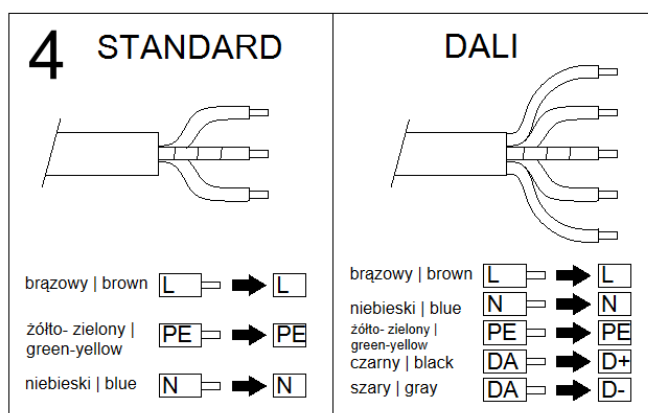 4 STANDARD
brązowy | brown L L
żółto- zielony |
green-yellow PE PE
niebieski | blue N N
DALI
brązowy | brown L L
niebieski | blue N N
żółto- zielony |
green-yellow PE PE
czarny | black DA D+
szary | gray DA D-